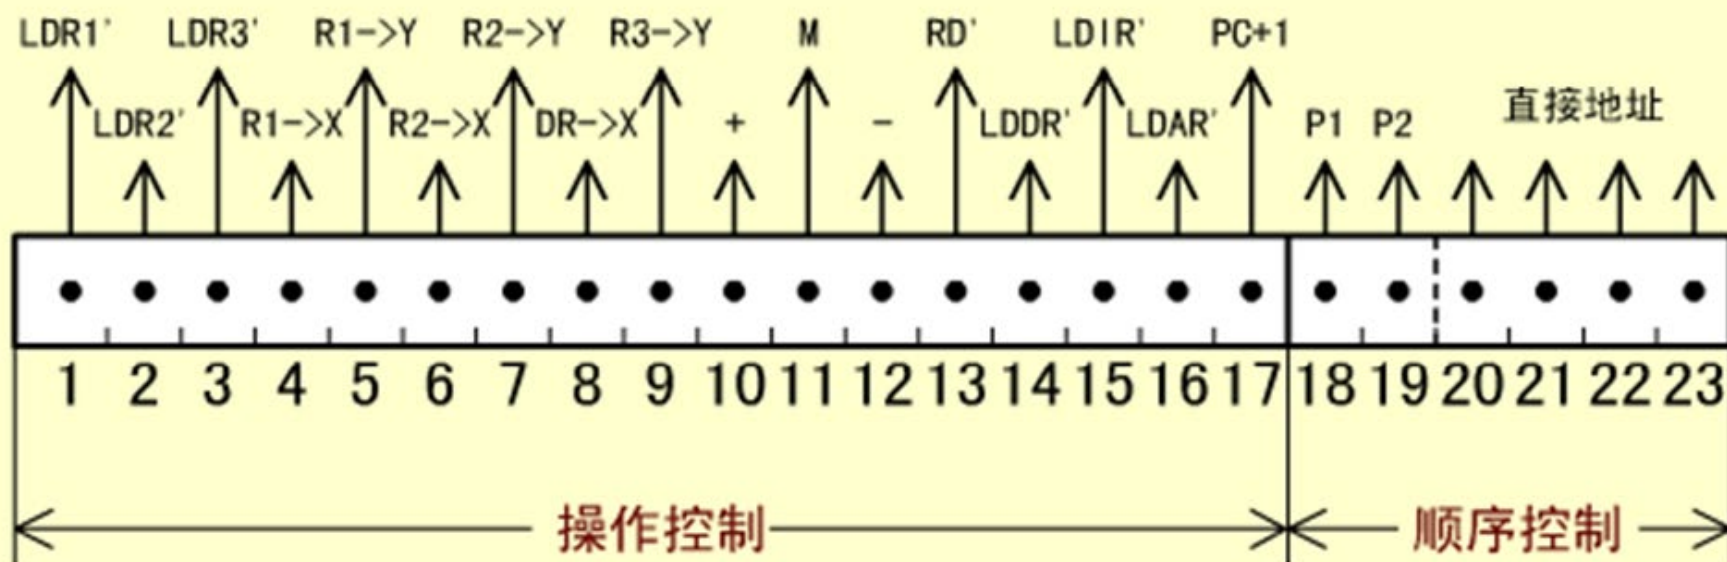 LDR1' LDR3' R1->Y R2->Y R3->Y M RD' LDIR' PC+1
LDR2' R1->X R2->X DR->X + - LDDR' LDAR' P1 P2 直接地址
1 2 3 4 5 6 7 8 9 10 11 12 13 14 15 16 17 18 19 20 21 22 23
操作控制 顺序控制